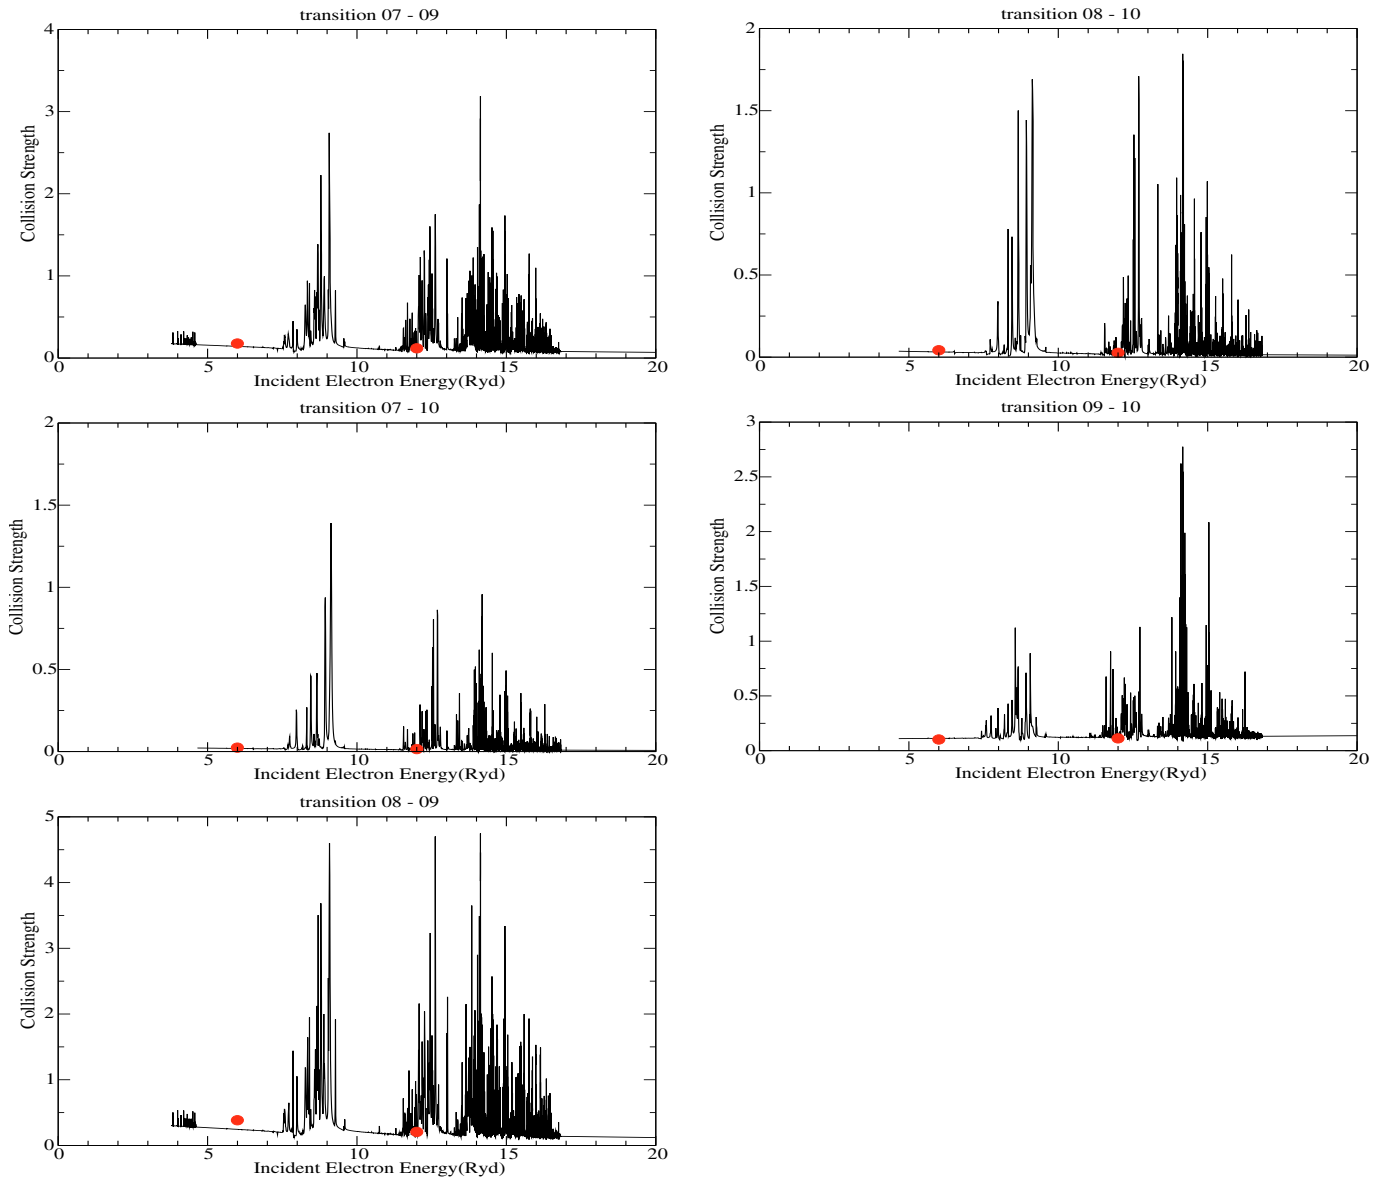 transition 07 - 09
4
3
2
1
0
Collision Strength
0 5 10 15 20
Incident Electron Energy(Ryd)
transition 08 - 10
2
1.5
1
0.5
0
Collision Strength
0 5 10 15 20
Incident Electron Energy(Ryd)
transition 07 - 10
2
1.5
1
0.5
0
Collision Strength
0 5 10 15 20
Incident Electron Energy(Ryd)
transition 09 - 10
3
2.5
2
1.5
1
0.5
0
Collision Strength
0 5 10 15 20
Incident Electron Energy(Ryd)
transition 08 - 09
5
4
3
2
1
0
Collision Strength
0 5 10 15 20
Incident Electron Energy(Ryd)